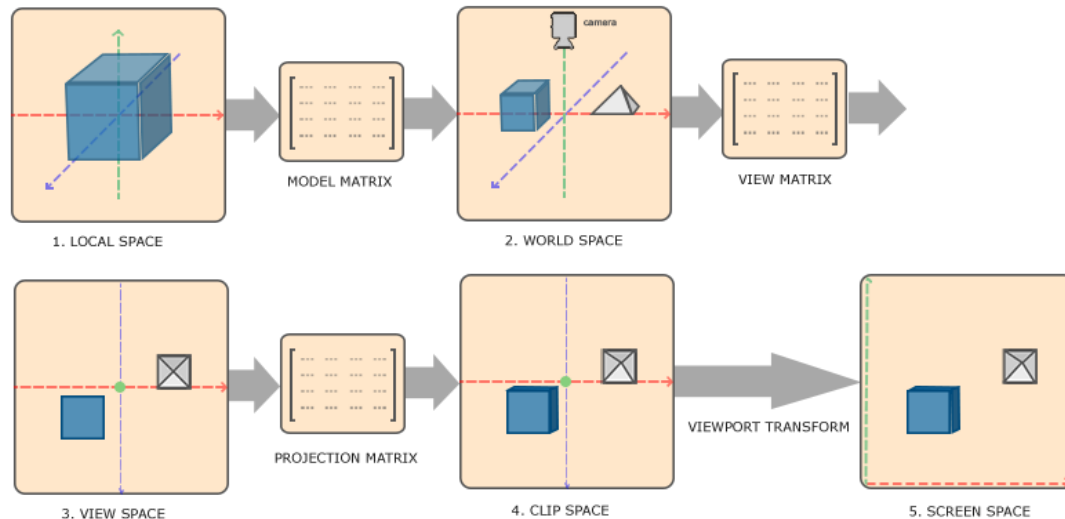 camera
MODEL MATRIX
VIEW MATRIX
1. LOCAL SPACE
2. WORLD SPACE
VIEWPORT TRANSFORM
PROJECTION MATRIX
3. VIEW SPACE
4. CLIP SPACE
5. SCREEN SPACE